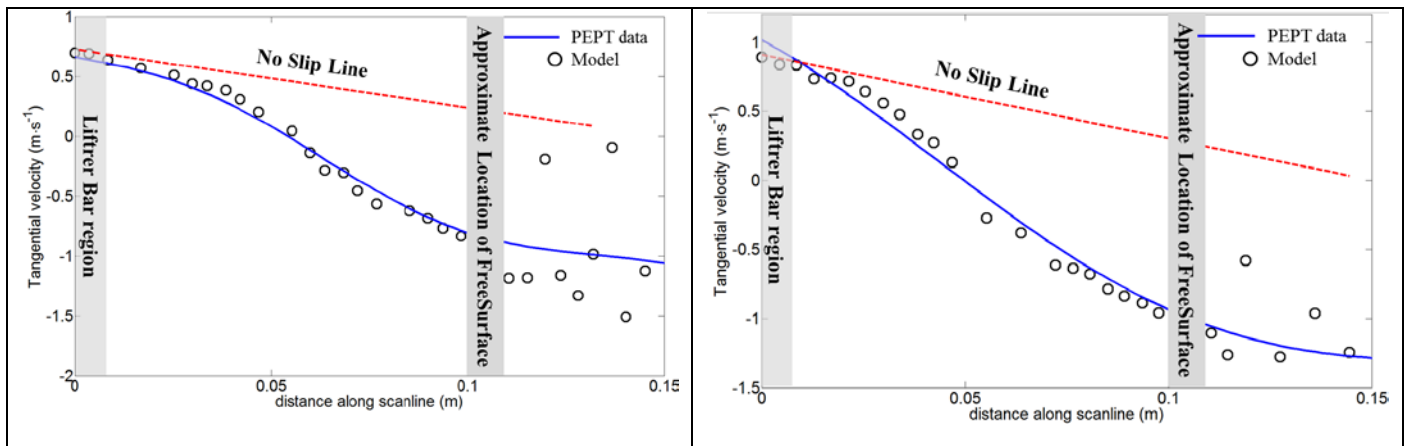 1
0.5
0
-0.5
-1
-1.5
-2
Tangential velocity (m·s-1)
0
0.05
0.1
0.15
distance along scanline (m)
Liftrer Bar region
No Slip Line
Approximate Location of FreeSurface
PEPT data
Model
1
0.5
0
-0.5
-1
-1.5
Tangential velocity (m·s-1)
0
0.05
0.1
0.15
distance along scanline (m)
Liftrer Bar region
No Slip Line
Approximate Location of FreeSurface
PEPT data
Model